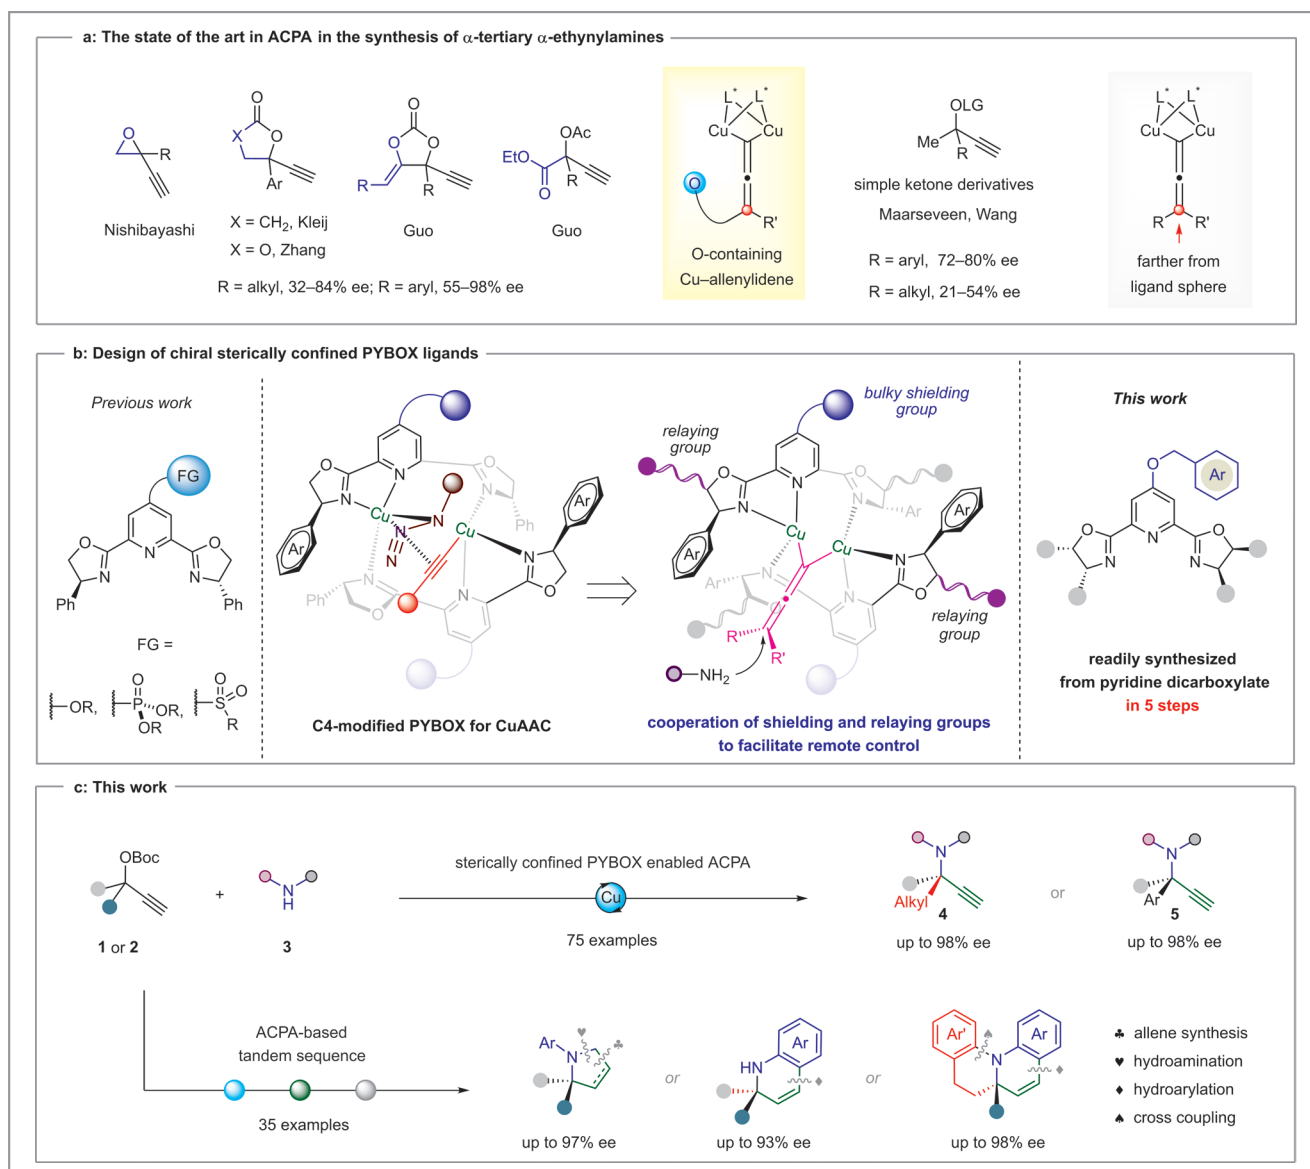 a: The state of the art in ACPA in the synthesis of α-tertiary α-ethynylamines
O
R
Nishibayashi
O
X
O
Ar
X = CH2, Kleij
X = O, Zhang
O
O
O
R
R
Guo
OAc
EtO
O
R
Guo
R = alkyl, 32–84% ee; R = aryl, 55–98% ee
L* L*
Cu Cu
O
R'
O-containing
Cu–allenylidene
OLG
Me
R
simple ketone derivatives
Maarseveen, Wang
R = aryl, 72–80% ee
R = alkyl, 21–54% ee
L* L*
Cu Cu
R R'
farther from
ligand sphere
b: Design of chiral sterically confined PYBOX ligands
Previous work
FG
O
N
N
O
N
Ph
Ph
FG =
OR,
O
P
OR,
OR
O
S
O
R
O
N
N
O
N
Ar
Ph
Cu
N
N
N
Cu
Ar
Ph
N
O
N
N
O
C4-modified PYBOX for CuAAC
bulky shielding
group
relaying
group
O
N
N
O
N
Ar
Ar
Cu
Cu
Ar
Ar
N
O
N
N
O
R
R'
NH2
relaying
group
cooperation of shielding and relaying groups
to facilitate remote control
This work
O
Ar
O
N
N
O
N
readily synthesized
from pyridine dicarboxylate
in 5 steps
c: This work
OBoc
1 or 2
+
N
H
3
sterically confined PYBOX enabled ACPA
Cu
75 examples
N
Alkyl
4
up to 98% ee
or
N
Ar
5
up to 98% ee
ACPA-based
tandem sequence
35 examples
Ar
N
♥
♣
up to 97% ee
or
HN
Ar
♦
up to 93% ee
or
Ar'
♠
Ar
N
♦
up to 98% ee
♣ allene synthesis
♥ hydroamination
♦ hydroarylation
♠ cross coupling